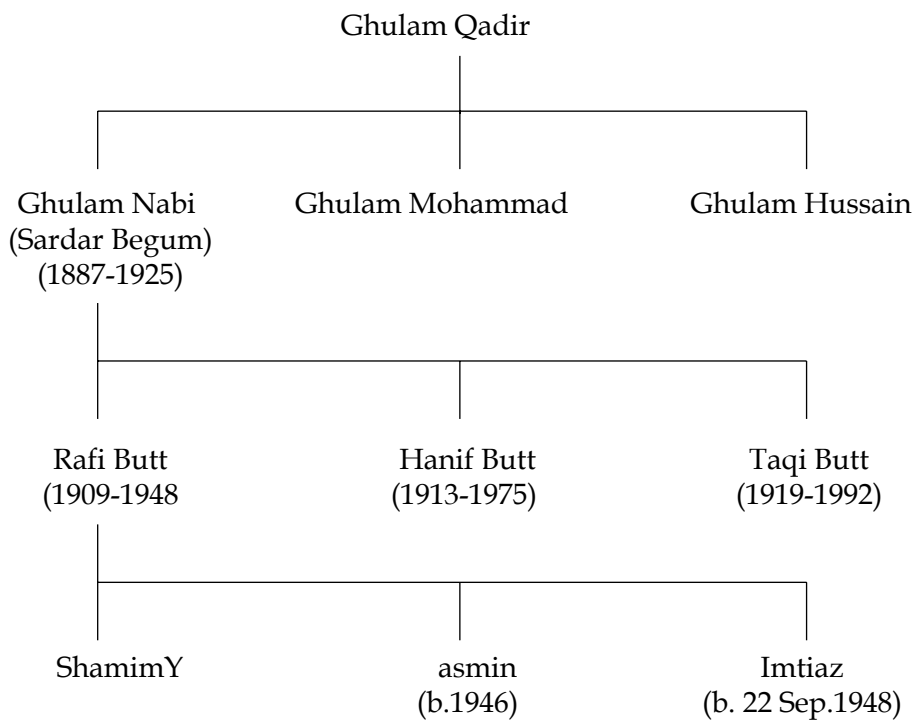 Ghulam Qadir
Ghulam Nabi Ghulam Mohammad Ghulam Hussain
(Sardar Begum)
(1887-1925)
Rafi Butt Hanif Butt Taqi Butt
(1909-1948 (1913-1975) (1919-1992)
ShamimY asmin Imtiaz
(b.1946) (b. 22 Sep.1948)